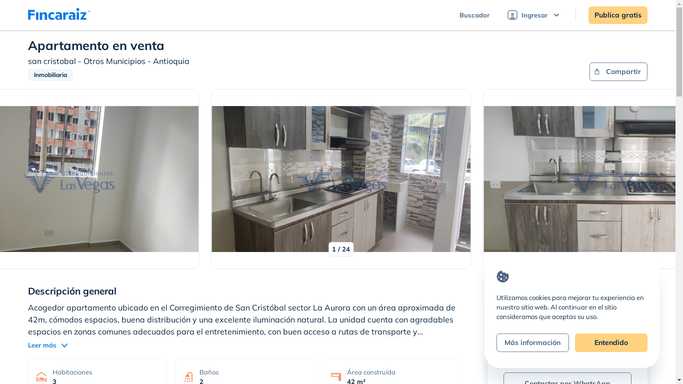 Fincaraiz
Buscador
Ingresar
Publica gratis
Apartamento en venta
san cristobal - Otros Municipios - Antioquia
Inmobiliaria
Compartir
Las Vegas
Las Vegas
1 / 24
Descripción general
Acogedor apartamento ubicado en el Corregimiento de San Cristóbal sector La Aurora con un área aproximada de
42m, cómodos espacios, buena distribución y una excelente iluminación natural. La unidad cuenta con agradables
espacios en zonas comunes adecuados para el entretenimiento, con buen acceso a rutas de transporte y...
Leer más
Habitaciones
3
Baños
2
Área construida
42 m²
Utilizamos cookies para mejorar tu experiencia en
nuestro sitio web. Al continuar en el sitio
consideramos que aceptas su uso.
Más información
Entendido
Contactar por WhatsApp